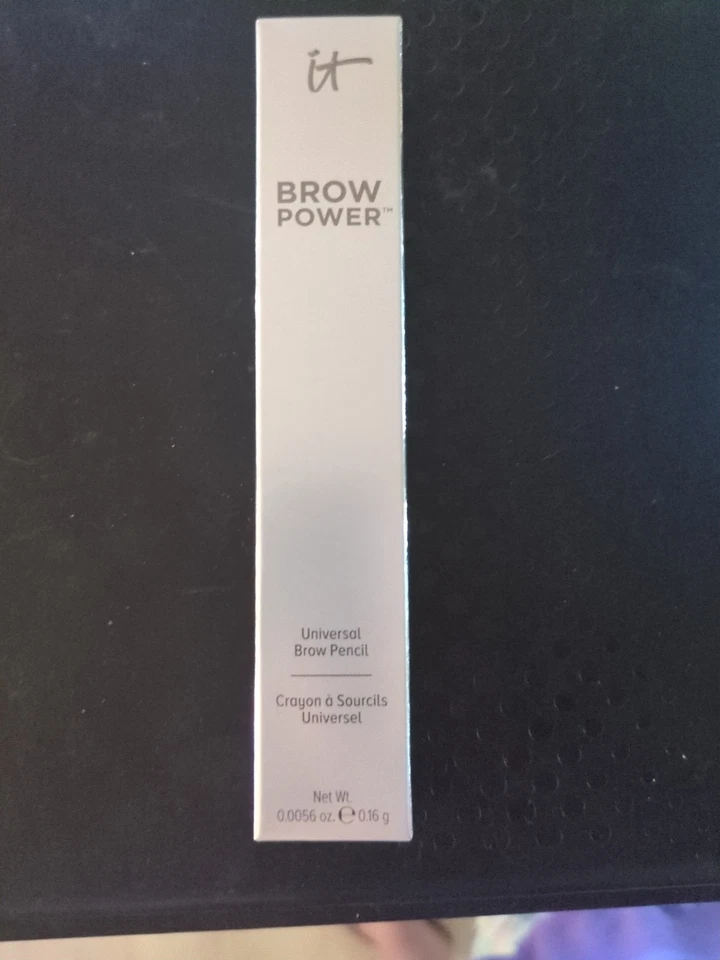 it
BROW
POWER™
Universal
Brow Pencil
Crayon à Sourcils
Universel
Net Wt.
0.0056 oz. ℮ 0.16 g